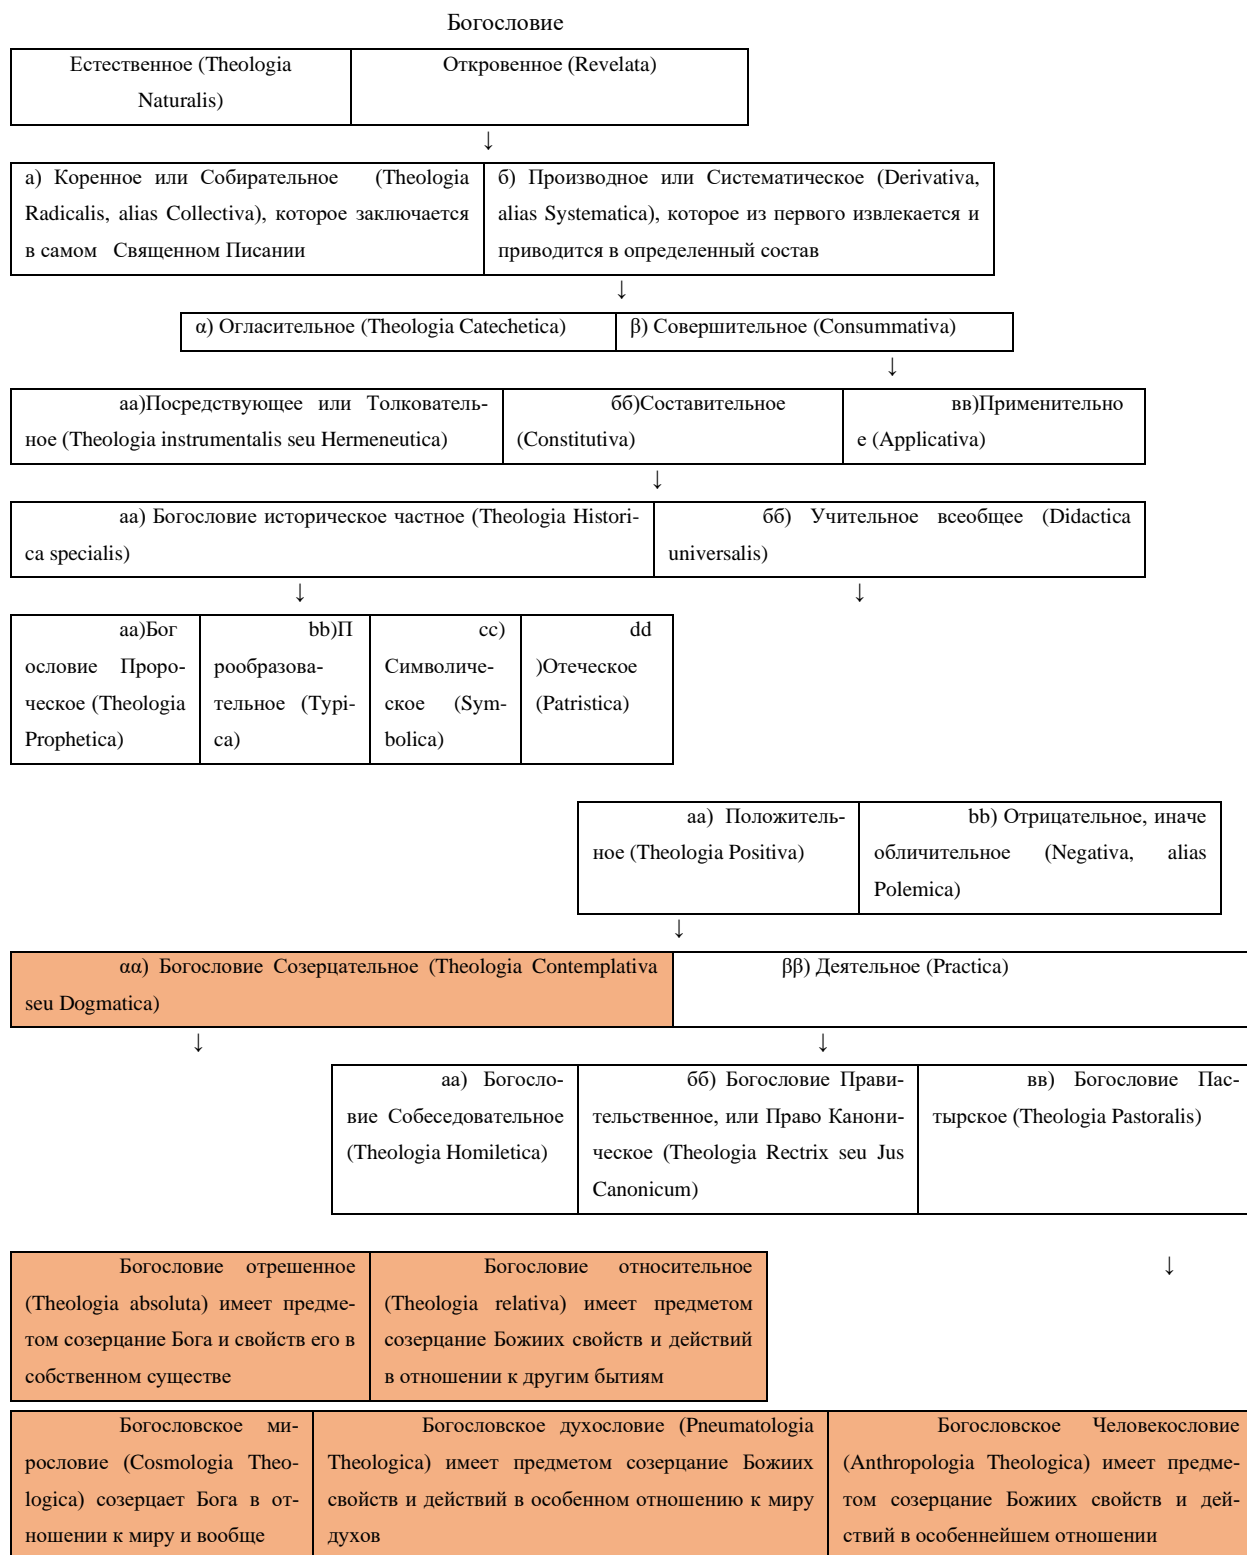 Богословие
Естественное (Theologia
Naturalis)
Откровенное (Revelata)
↓
а) Коренное или Собирательное (Theologia
Radicalis, alias Collectiva), которое заключается
в самом Священном Писании
б) Производное или Систематическое (Derivativa,
alias Systematica), которое из первого извлекается и
приводится в определенный состав
↓
α) Огласительное (Theologia Catechetica)
β) Совершительное (Consummativa)
↓
аа)Посредствующее или Толкователь-
ное (Theologia instrumentalis seu Hermeneutica)
бб)Составительное
(Constitutiva)
вв)Применительно
е (Applicativa)
↓
аа) Богословие историческое частное (Theologia Histori-
ca specialis)
бб) Учительное всеобщее (Didactica
universalis)
↓ ↓
aa)Бог
ословие Проро-
ческое (Theologia
Prophetica)
bb)П
рообразова-
тельное (Typi-
ca)
cc)
Символиче-
ское (Sym-
bolica)
dd
)Отеческое
(Patristica)
aa) Положитель-
ное (Theologia Positiva)
bb) Отрицательное, иначе
обличительное (Negativa, alias
Polemica)
↓
αα) Богословие Созерцательное (Theologia Contemplativa
seu Dogmatica)
ββ) Деятельное (Practica)
↓ ↓
аа) Богосло-
вие Собеседовательное
(Theologia Homiletica)
бб) Богословие Прави-
тельственное, или Право Канони-
ческое (Theologia Rectrix seu Jus
Canonicum)
вв) Богословие Пас-
тырское (Theologia Pastoralis)
↓
Богословие отрешенное
(Theologia absoluta) имеет предме-
том созерцание Бога и свойств его в
собственном существе
Богословие относительное
(Theologia relativa) имеет предметом
созерцание Божиих свойств и действий
в отношении к другим бытиям
Богословское ми-
рословие (Cosmologia Theo-
logica) созерцает Бога в от-
ношении к миру и вообще
Богословское духословие (Pneumatologia
Theologica) имеет предметом созерцание Божиих
свойств и действий в особенном отношению к миру
духов
Богословское Человекословие
(Anthropologia Theologica) имеет предме-
том созерцание Божиих свойств и дей-
ствий в особеннейшем отношении